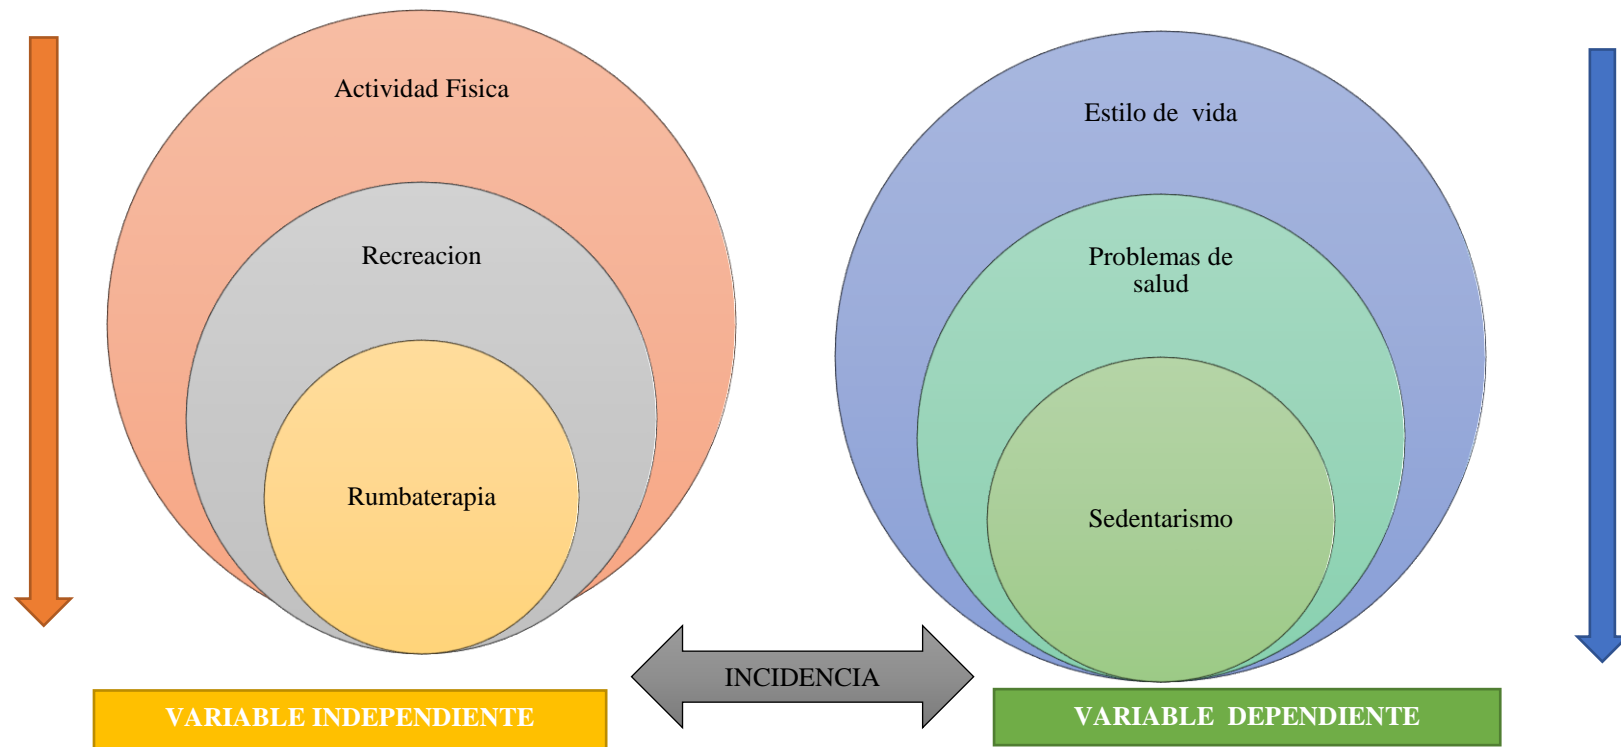 Actividad Fisica
Recreacion
Rumbaterapia
VARIABLE INDEPENDIENTE
INCIDENCIA
Estilo de vida
Problemas de
salud
Sedentarismo
VARIABLE DEPENDIENTE